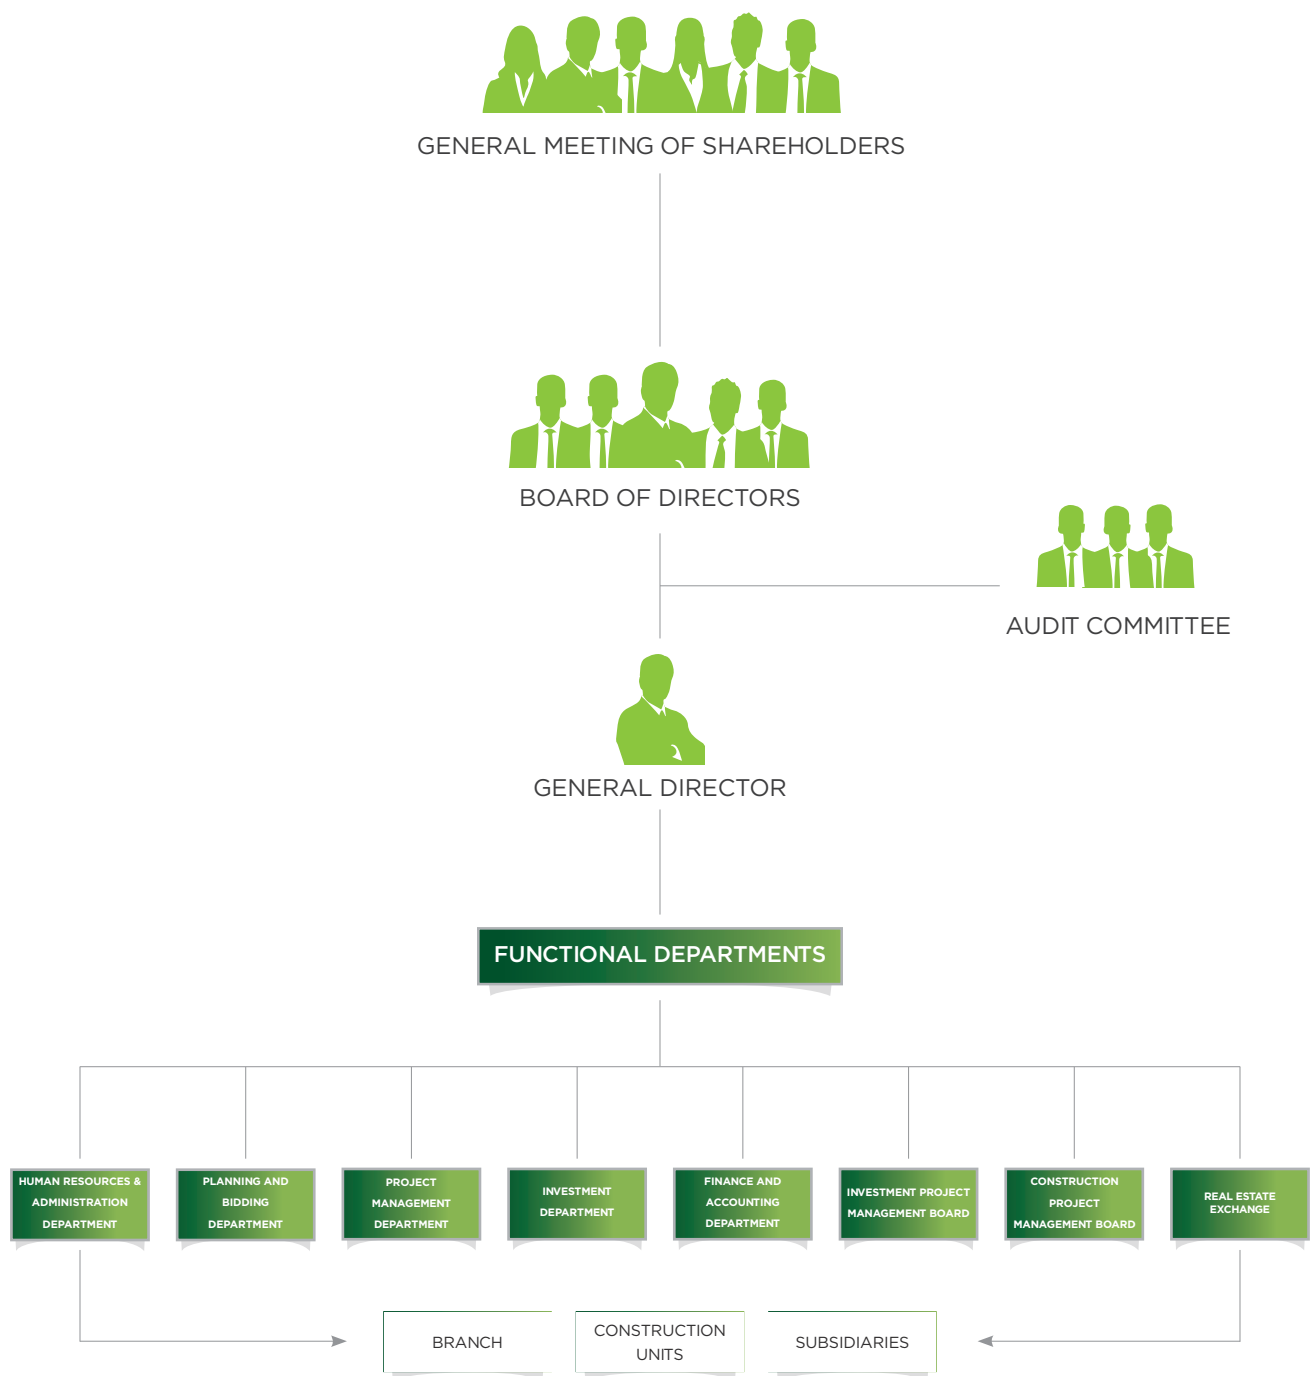 GENERAL MEETING OF SHAREHOLDERS
BOARD OF DIRECTORS
AUDIT COMMITTEE
GENERAL DIRECTOR
FUNCTIONAL DEPARTMENTS
HUMAN RESOURCES &
ADMINISTRATION
DEPARTMENT
PLANNING AND
BIDDING
DEPARTMENT
PROJECT
MANAGEMENT
DEPARTMENT
INVESTMENT
DEPARTMENT
FINANCE AND
ACCOUNTING
DEPARTMENT
INVESTMENT PROJECT
MANAGEMENT BOARD
CONSTRUCTION
PROJECT
MANAGEMENT BOARD
REAL ESTATE
EXCHANGE
BRANCH
CONSTRUCTION
UNITS
SUBSIDIARIES